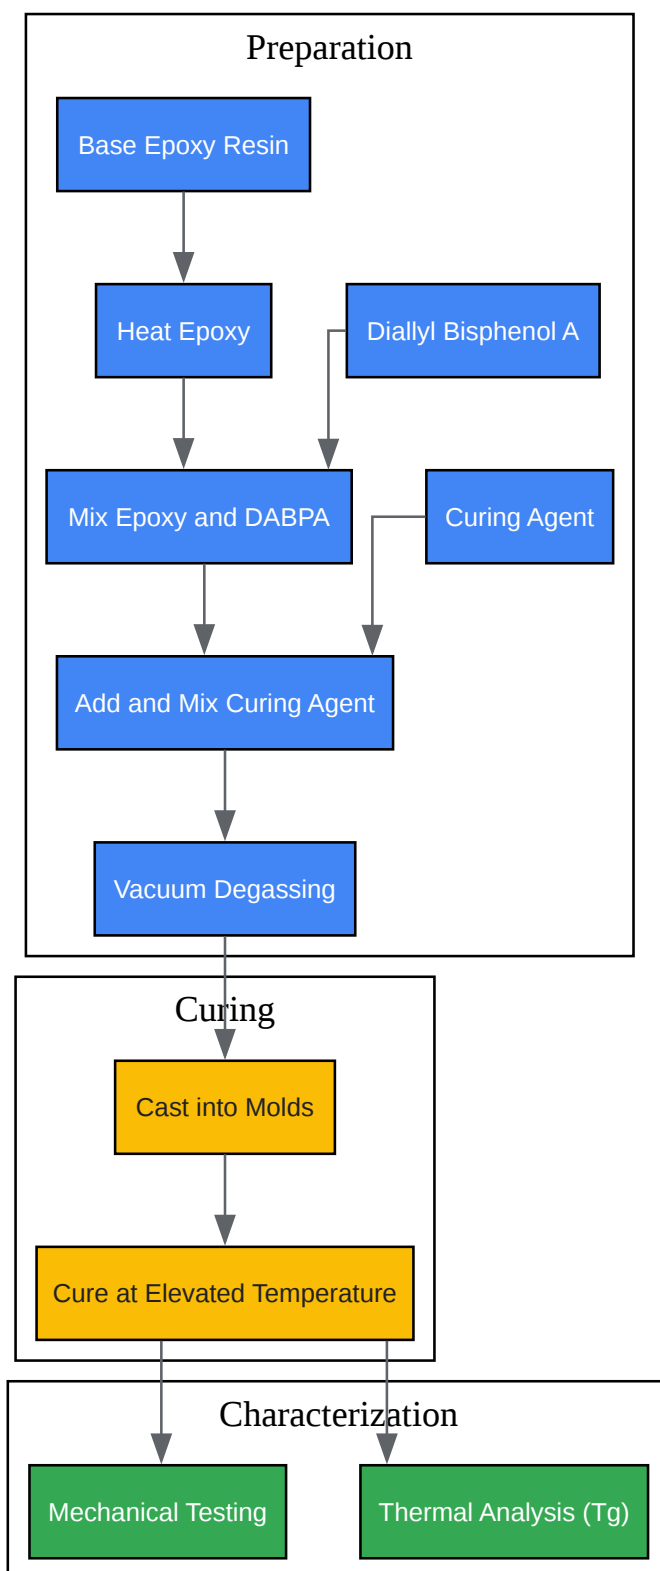 Preparation
Base Epoxy Resin
Heat Epoxy
Diallyl Bisphenol A
Mix Epoxy and DABPA
Curing Agent
Add and Mix Curing Agent
Vacuum Degassing
Curing
Cast into Molds
Cure at Elevated Temperature
Characterization
Mechanical Testing
Thermal Analysis (Tg)